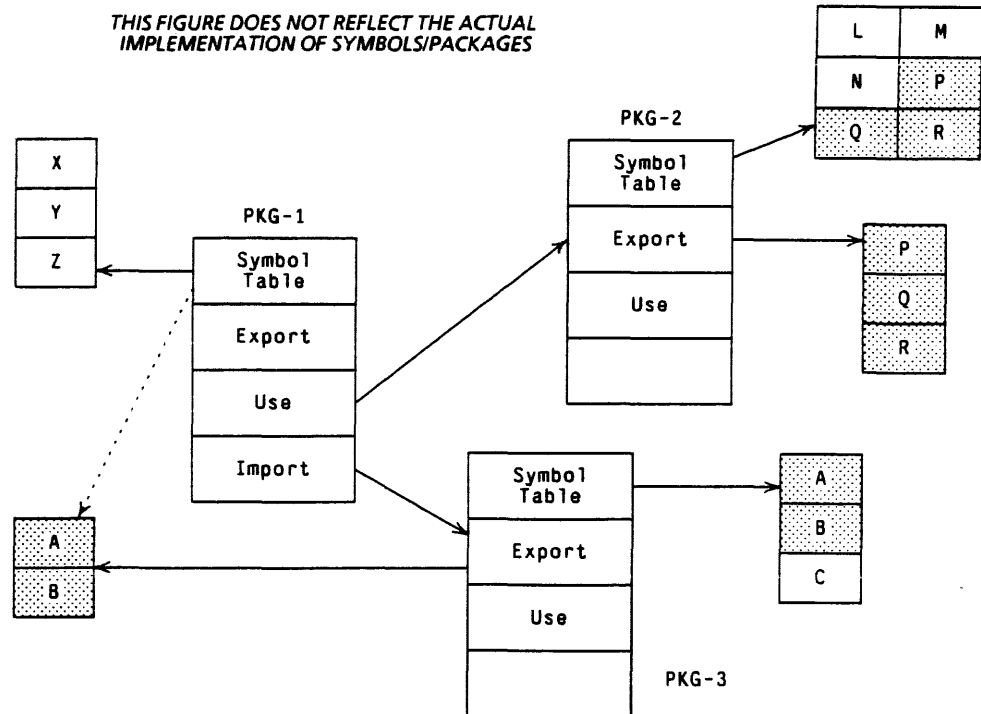 THIS FIGURE DOES NOT REFLECT THE ACTUAL
IMPLEMENTATION OF SYMBOLS/PACKAGES
L M
N P
Q R
PKG-2
Symbol
Table
Export
Use
P
Q
R
X
Y
Z
PKG-1
Symbol
Table
Export
Use
Import
A
B
Symbol
Table
Export
Use
PKG-3
A
B
C